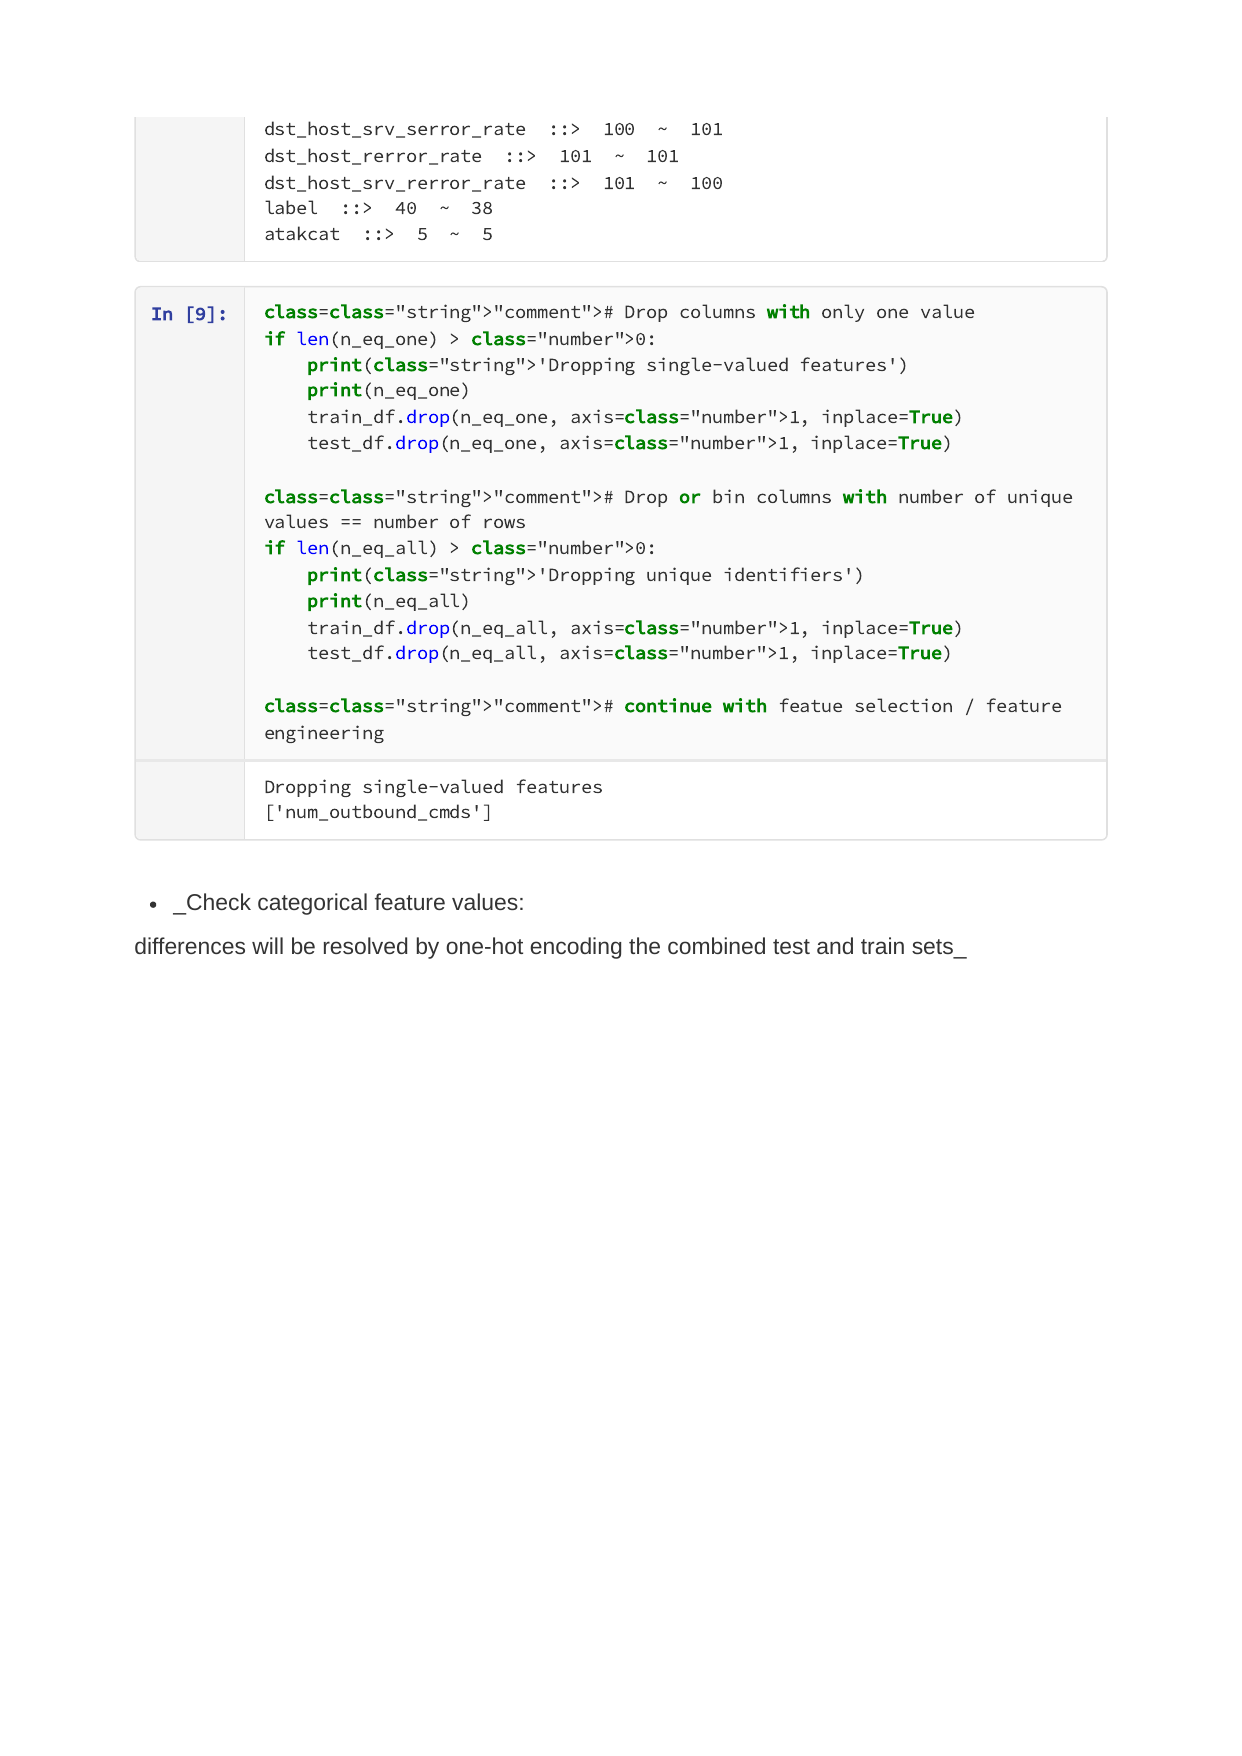 dst_host_srv_serror_rate  ::>  100  ~  101
dst_host_rerror_rate  ::>  101  ~  101
dst_host_srv_rerror_rate  ::>  101  ~  100
label  ::>  40  ~  38
atakcat  ::>  5  ~  5
In [9]:
class=class="string">"comment"># Drop columns with only one value
if len(n_eq_one) > class="number">0:
    print(class="string">'Dropping single-valued features')
    print(n_eq_one)
    train_df.drop(n_eq_one, axis=class="number">1, inplace=True)
    test_df.drop(n_eq_one, axis=class="number">1, inplace=True)

class=class="string">"comment"># Drop or bin columns with number of unique
values == number of rows
if len(n_eq_all) > class="number">0:
    print(class="string">'Dropping unique identifiers')
    print(n_eq_all)
    train_df.drop(n_eq_all, axis=class="number">1, inplace=True)
    test_df.drop(n_eq_all, axis=class="number">1, inplace=True)

class=class="string">"comment"># continue with featue selection / feature
engineering
Dropping single-valued features
['num_outbound_cmds']
• _Check categorical feature values:
differences will be resolved by one-hot encoding the combined test and train sets_